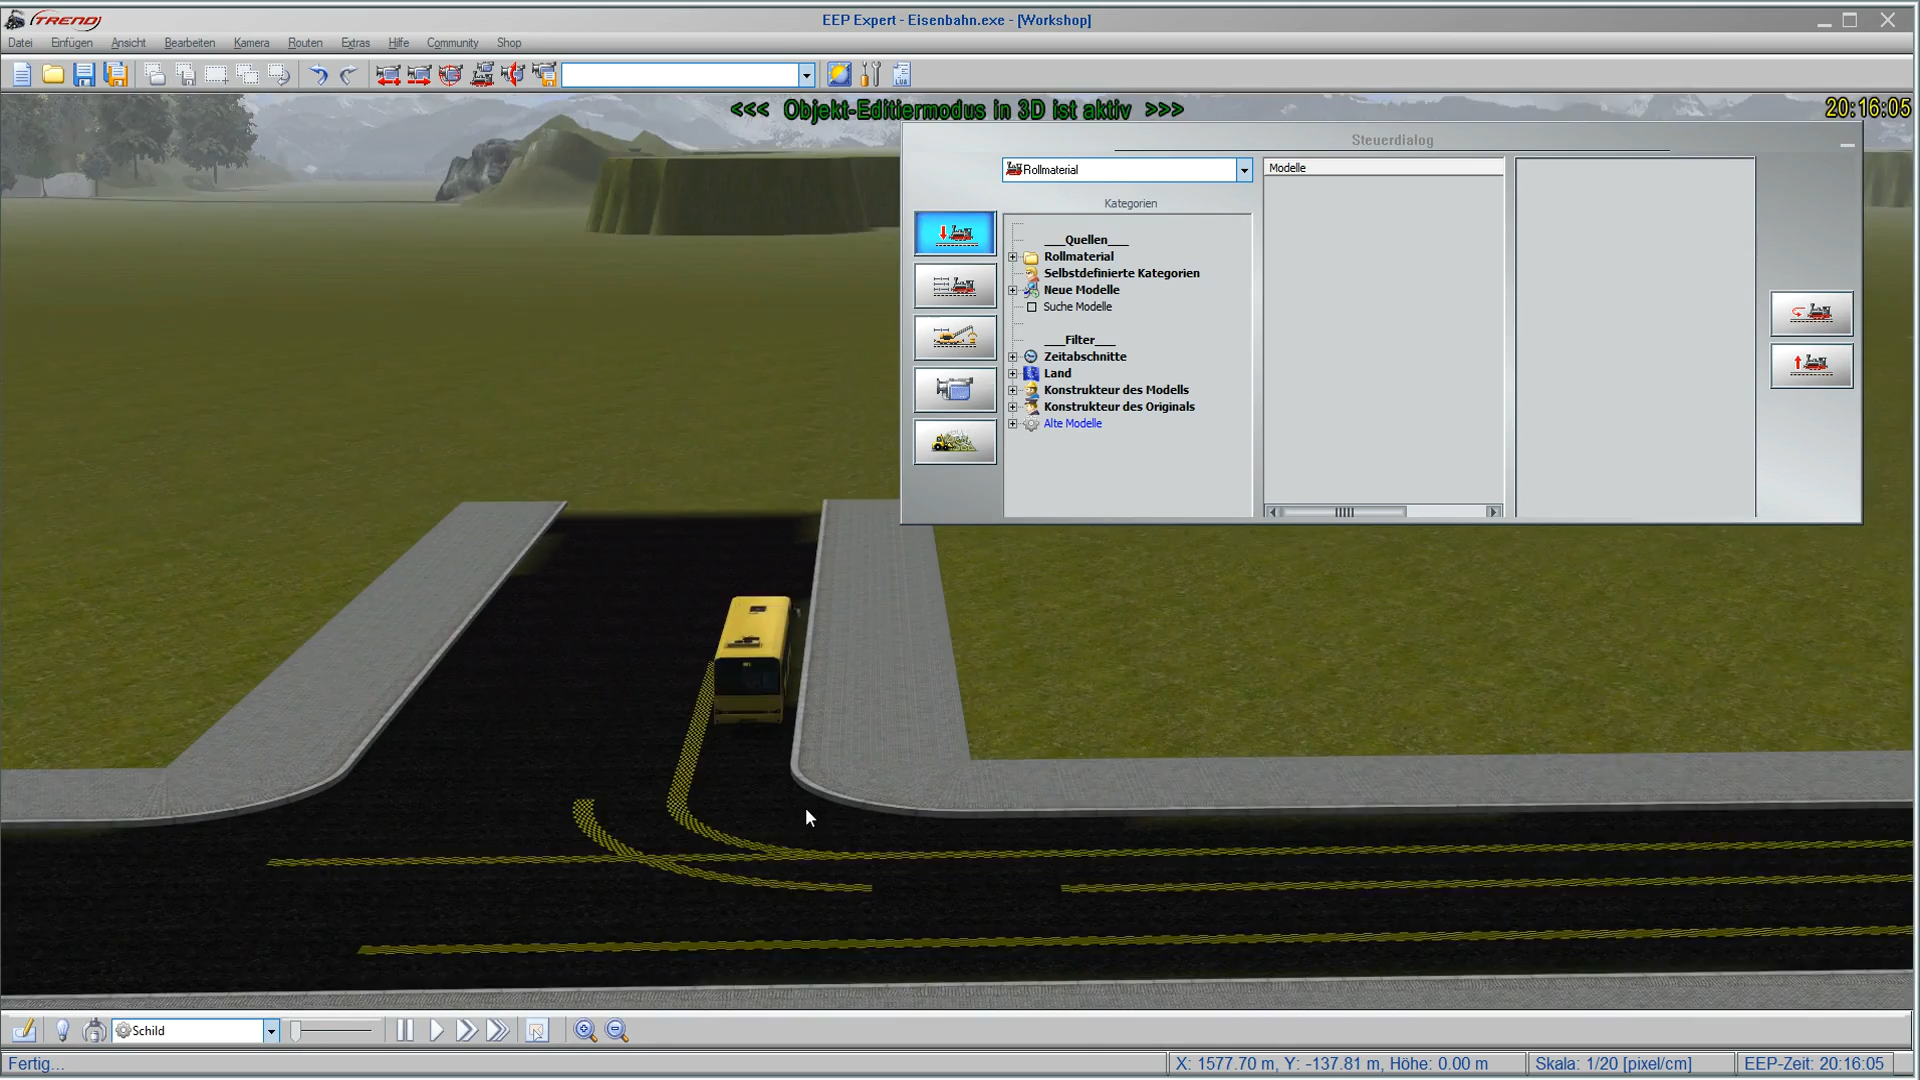 TREND
EEP Expert - Eisenbahn.exe - [Workshop]
Datei Einfügen Ansicht Bearbeiten Kamera Routen Extras Hilfe Community Shop
<<< Objekt-Editiermodus in 3D ist aktiv >>>
20:16:05
Steuerdialog
Rollmaterial
Modelle
Kategorien
___Quellen___
Rollmaterial
Selbstdefinierte Kategorien
Neue Modelle
Suche Modelle
___Filter___
Zeitabschnitte
Land
Konstrukteur des Modells
Konstrukteur des Originals
Alte Modelle
Schild
Fertig...
X: 1577.70 m, Y: -137.81 m, Höhe: 0.00 m
Skala: 1/20 [pixel/cm]
EEP-Zeit: 20:16:05